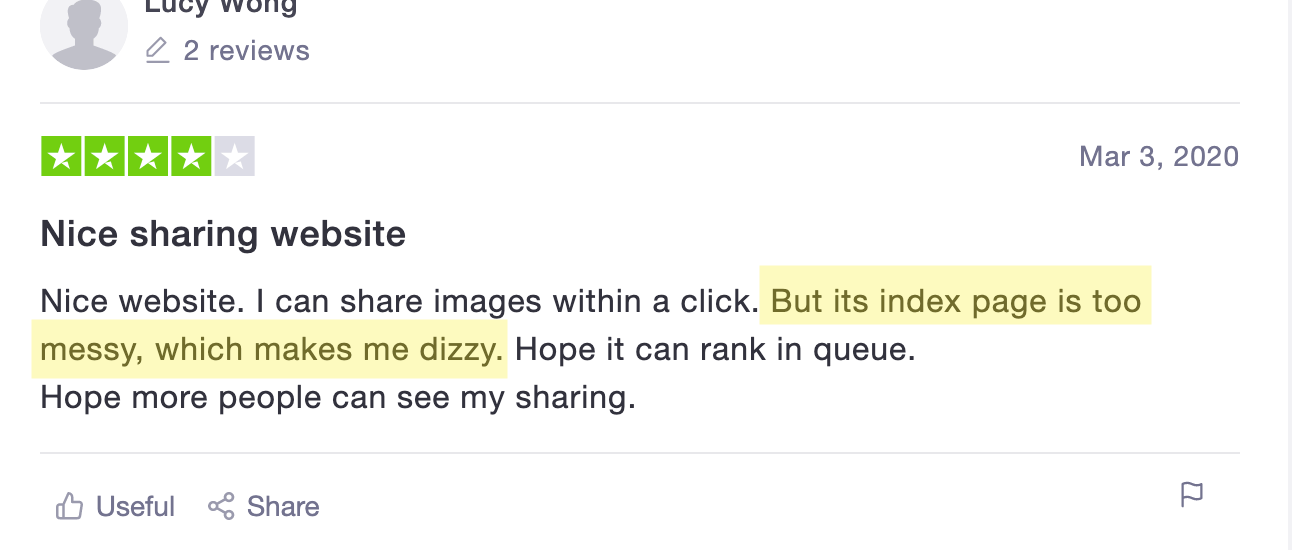 Lucy Wong
2 reviews
Mar 3, 2020
Nice sharing website
Nice website. I can share images within a click. But its index page is too
messy, which makes me dizzy. Hope it can rank in queue.
Hope more people can see my sharing.
Useful Share